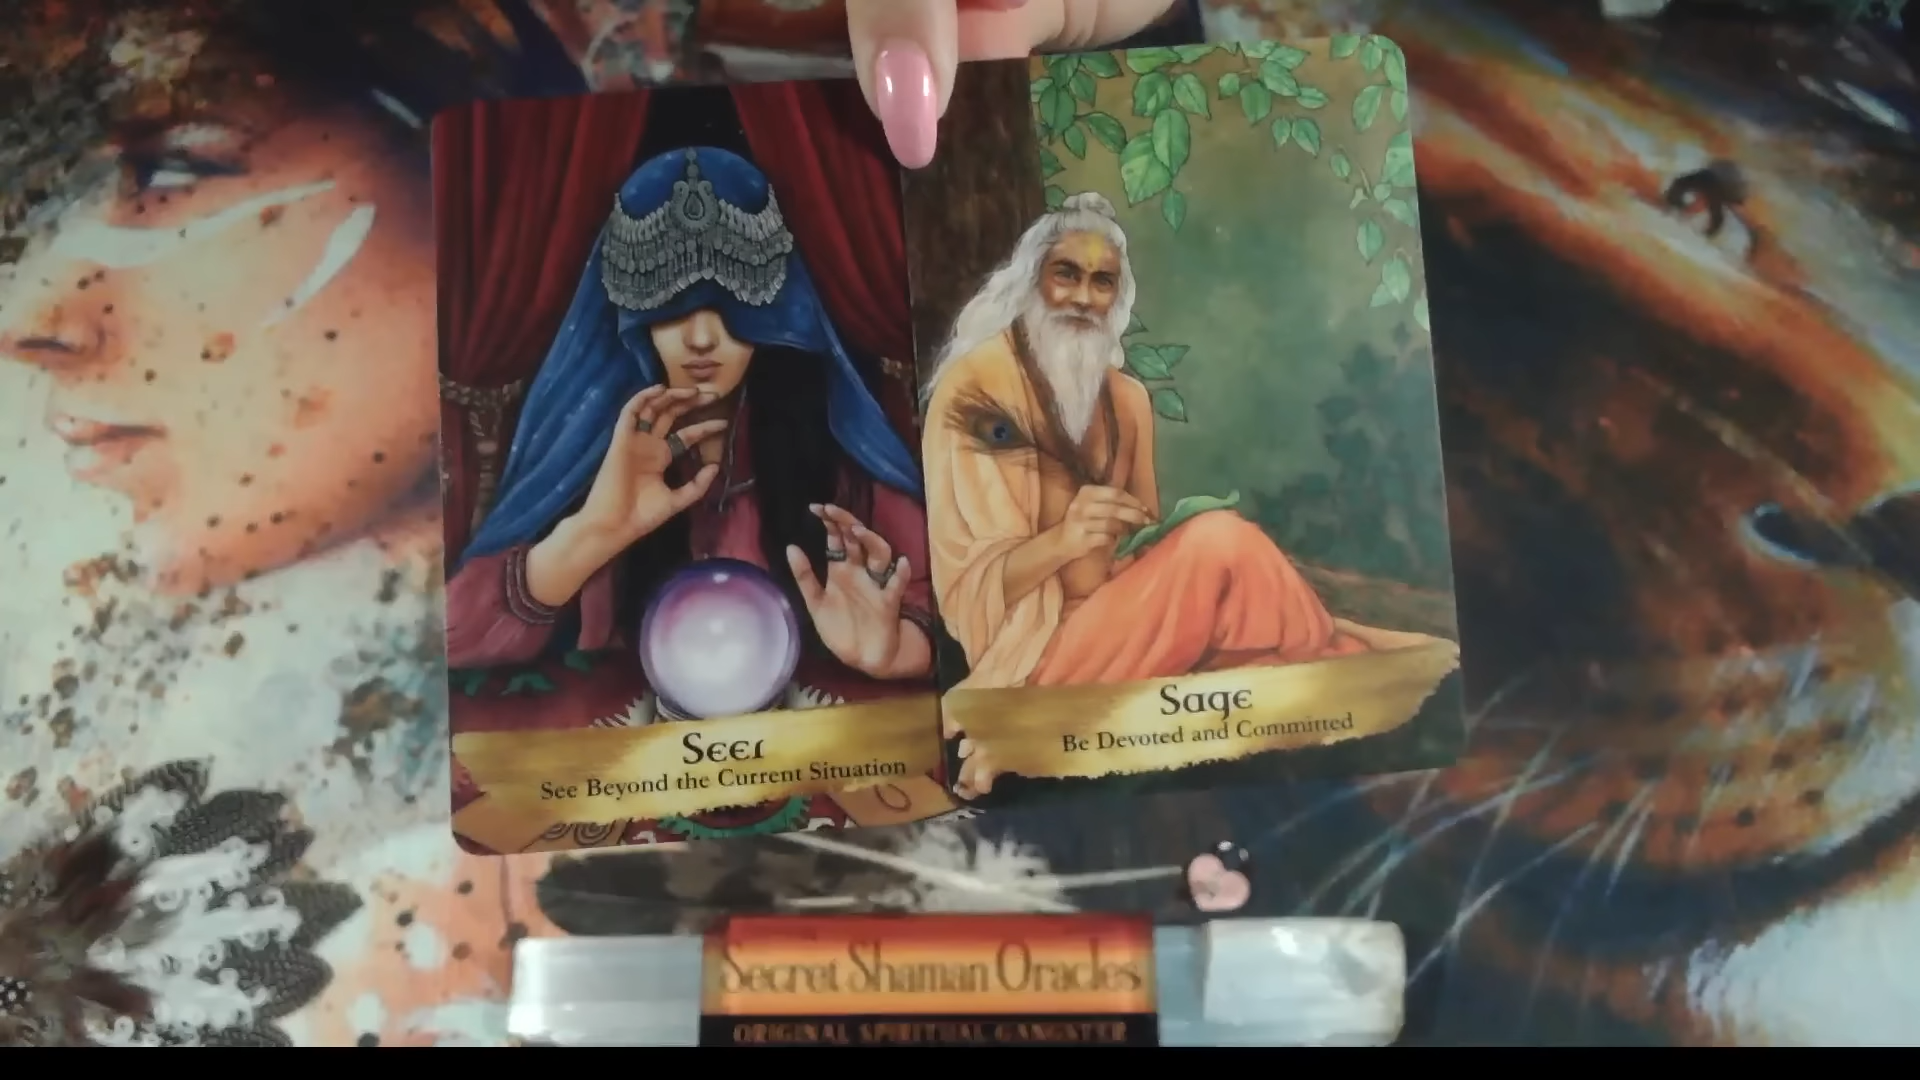 Seer
See Beyond the Current Situation
Sage
Be Devoted and Committed
Secret Shaman Oracles
ORIGINAL SPIRITUAL GANGSTER